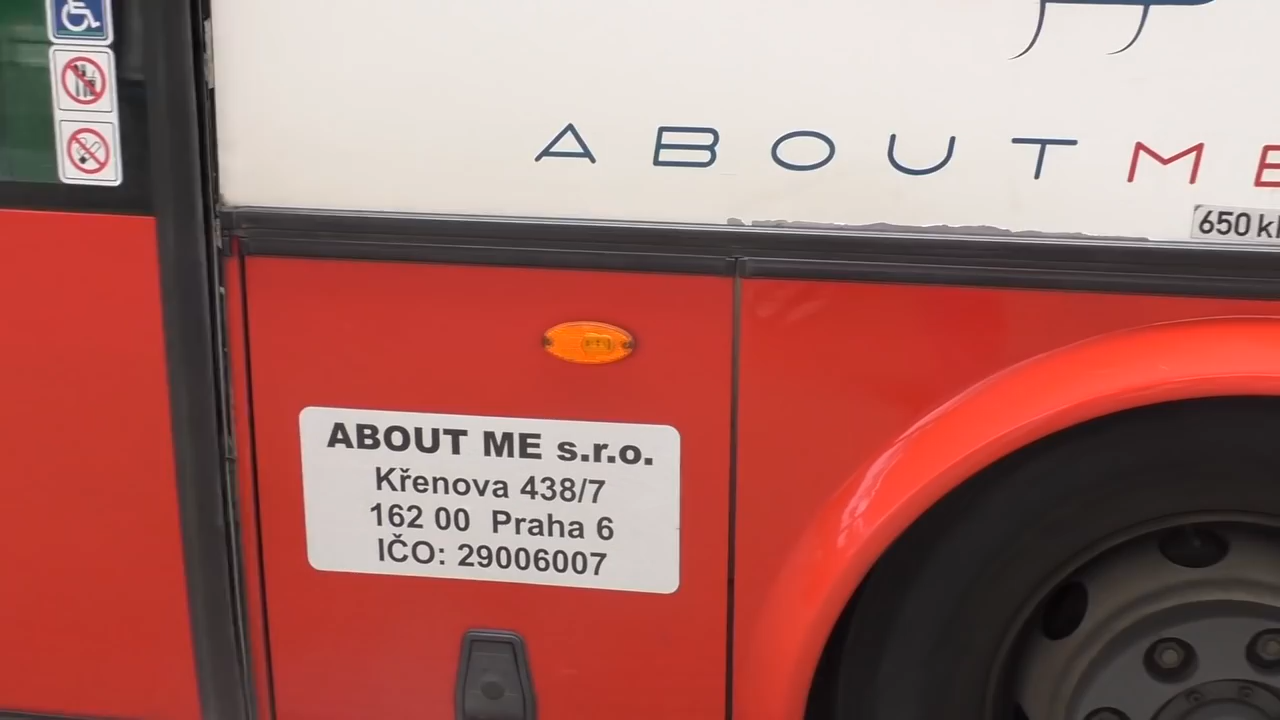 ABOUTME
650 k
ABOUT ME s.r.o.
Křenova 438/7
162 00 Praha 6
IČO: 29006007